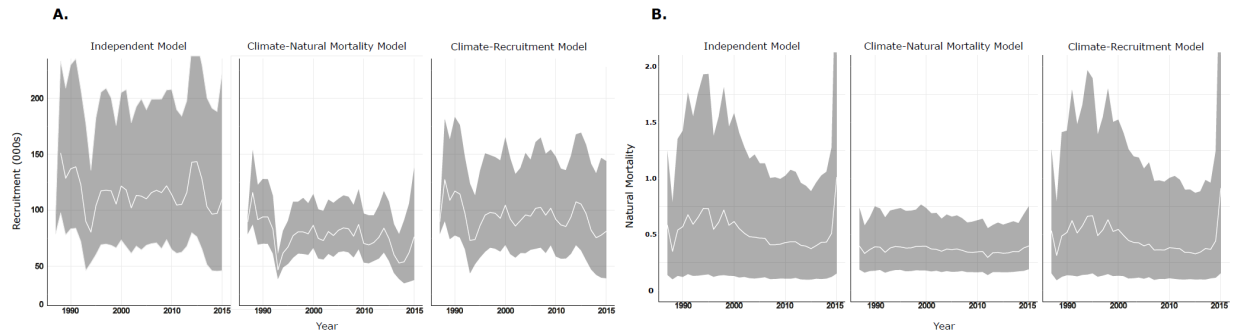 A.
Independent Model
Climate-Natural Mortality Model
Climate-Recruitment Model
Recruitment (000s)
200
150
100
50
0
1990
2000
2010
2015
1990
2000
2010
2015
1990
2000
2010
2015
Year
B.
Independent Model
Climate-Natural Mortality Model
Climate-Recruitment Model
Natural Mortality
2.0
1.5
1.0
0.5
0
1990
2000
2010
2015
1990
2000
2010
2015
1990
2000
2010
2015
Year